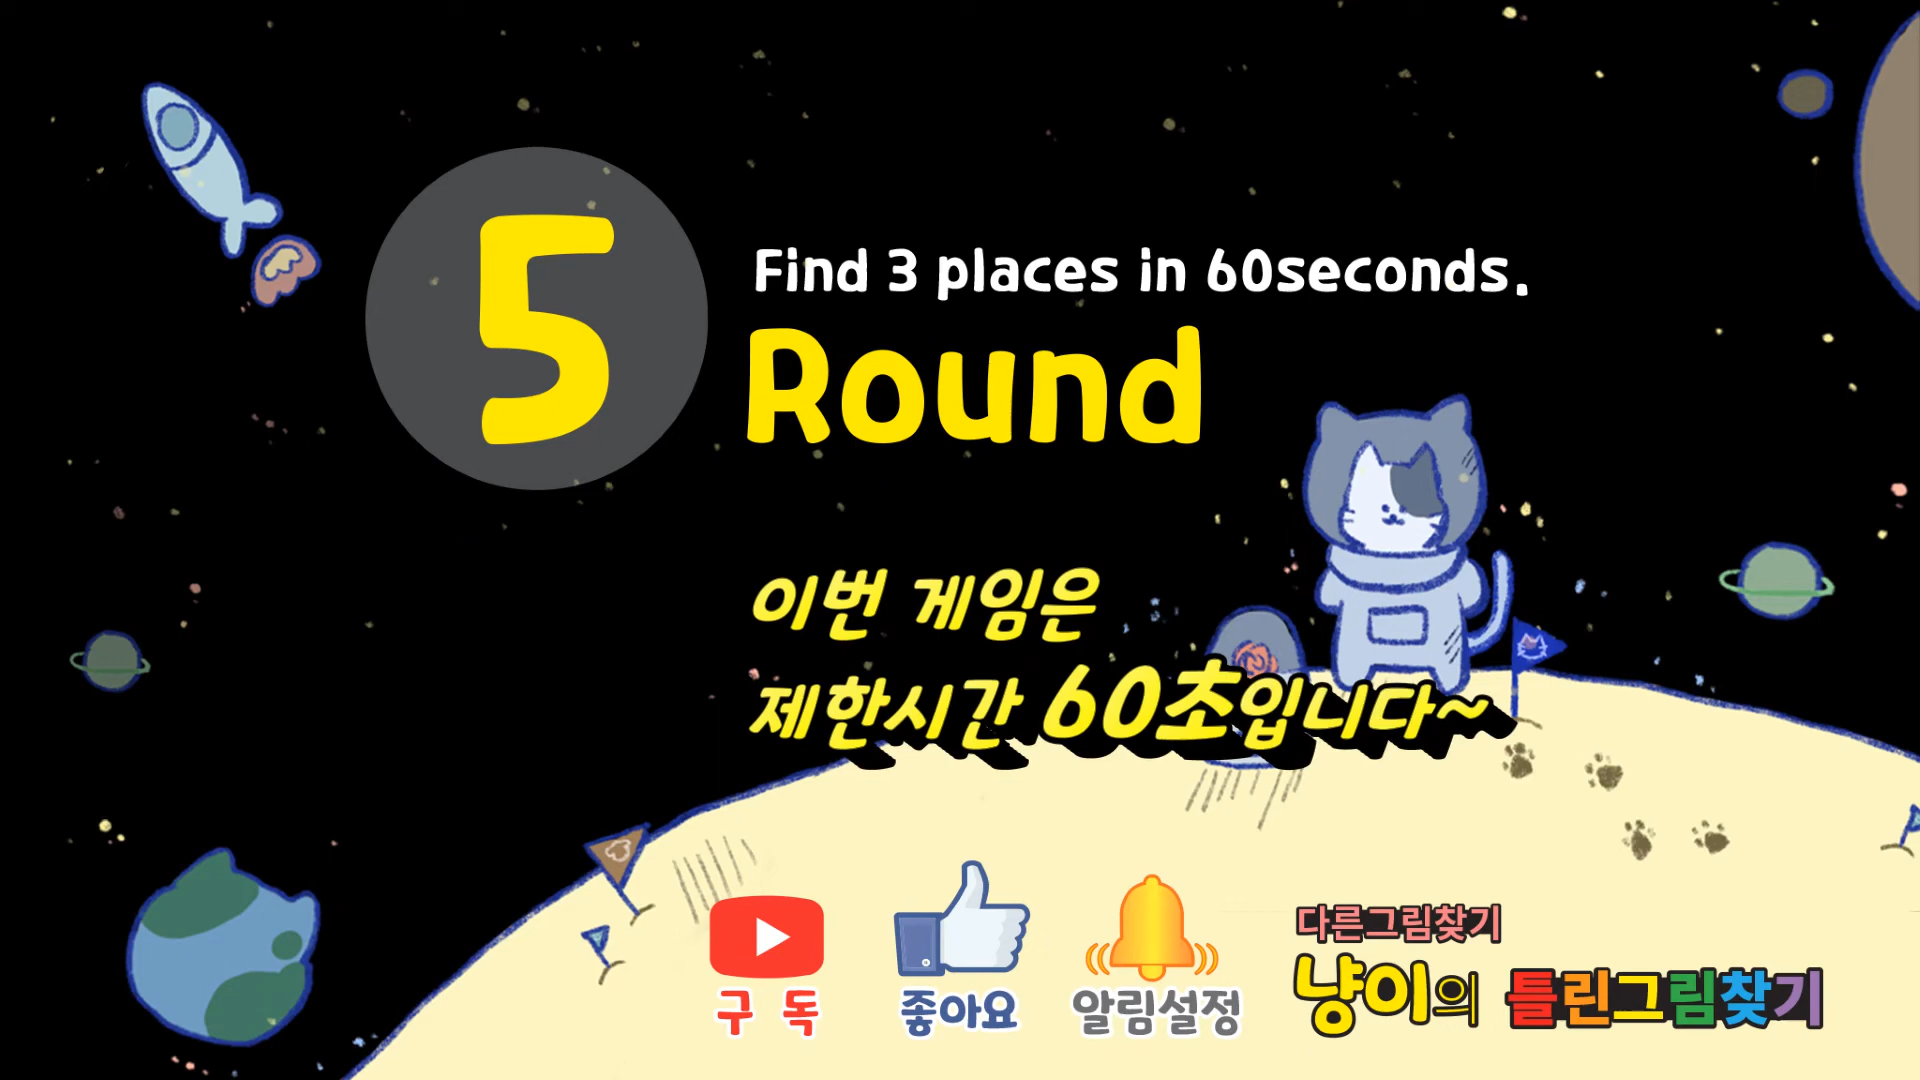 5
Find 3 places in 60seconds.
Round
이번 게임은
제한시간 60초입니다~
구 독
좋아요
알림설정
다른그림찾기
냥이의 틀린그림찾기